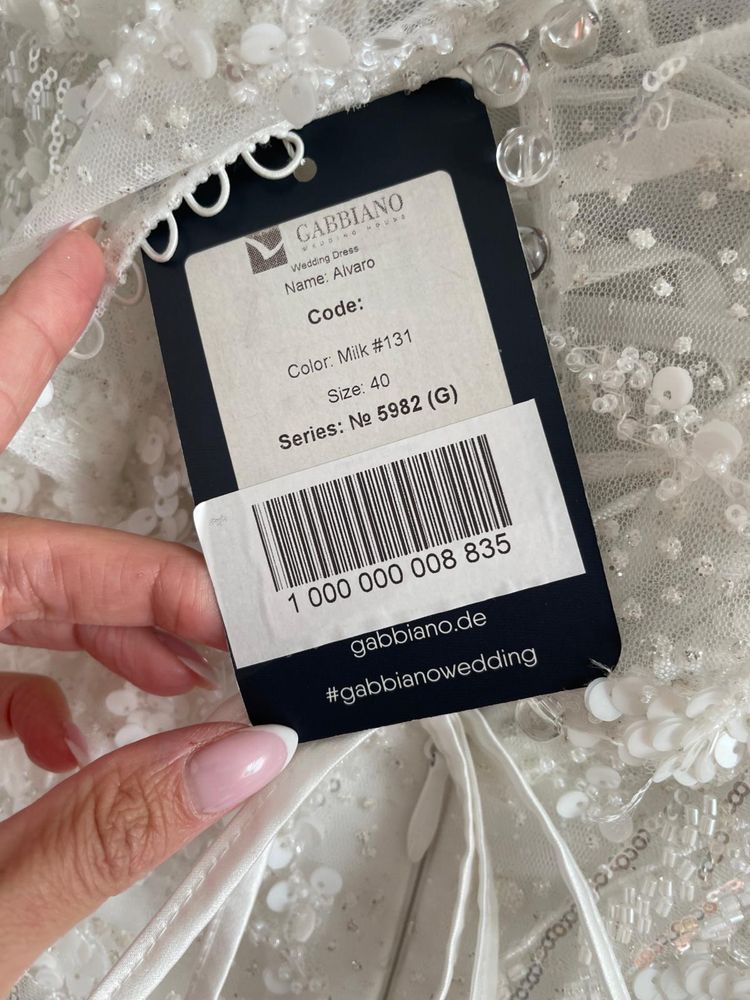 GABBIANO
WEDDING HOUSE
Wedding Dress
Name: Alvaro
Code:
Color: Milk #131
Size: 40
Series: № 5982 (G)
1 000 000 008 835
gabbiano.de
#gabbianowedding